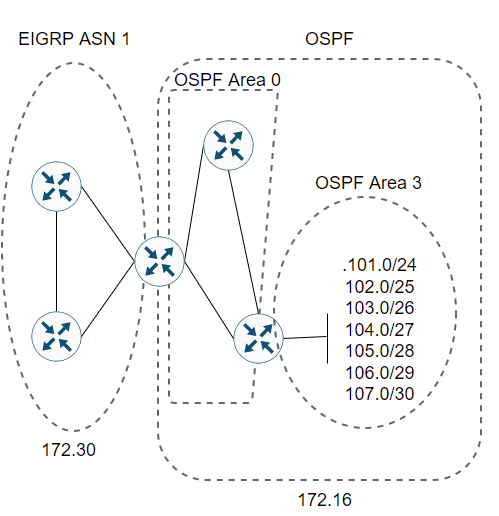 EIGRP ASN 1
OSPF
OSPF Area 0
OSPF Area 3
.101.0/24
102.0/25
103.0/26
104.0/27
105.0/28
106.0/29
107.0/30
172.30
172.16